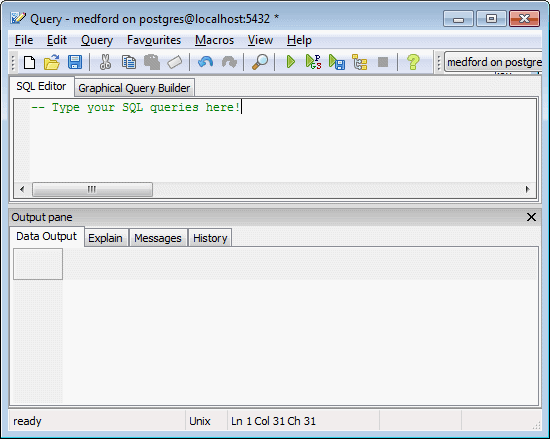 Query - medford on postgres@localhost:5432 *
File Edit Query Favourites Macros View Help
medford on postgre
SQL Editor Graphical Query Builder
-- Type your SQL queries here!
Output pane
Data Output Explain Messages History
ready Unix Ln 1 Col 31 Ch 31